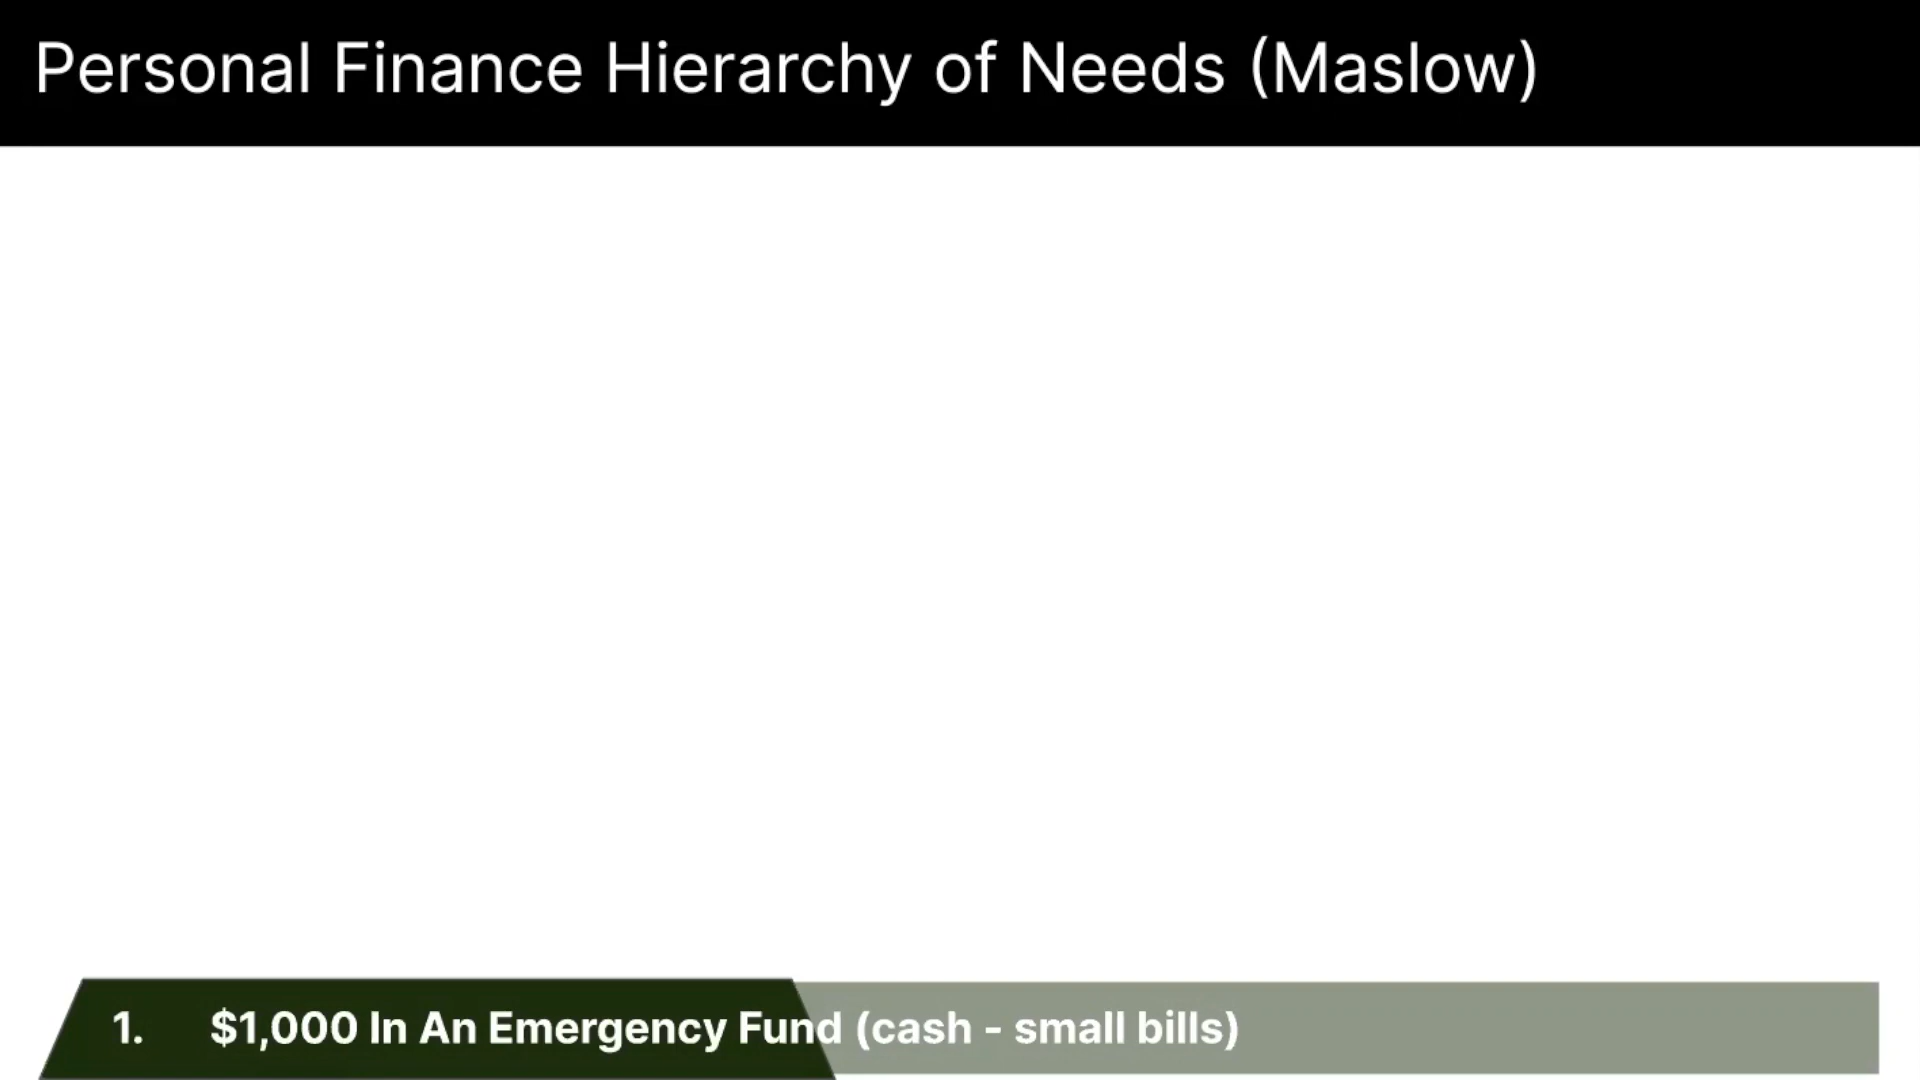 Personal Finance Hierarchy of Needs (Maslow)
1. $1,000 In An Emergency Fund (cash - small bills)